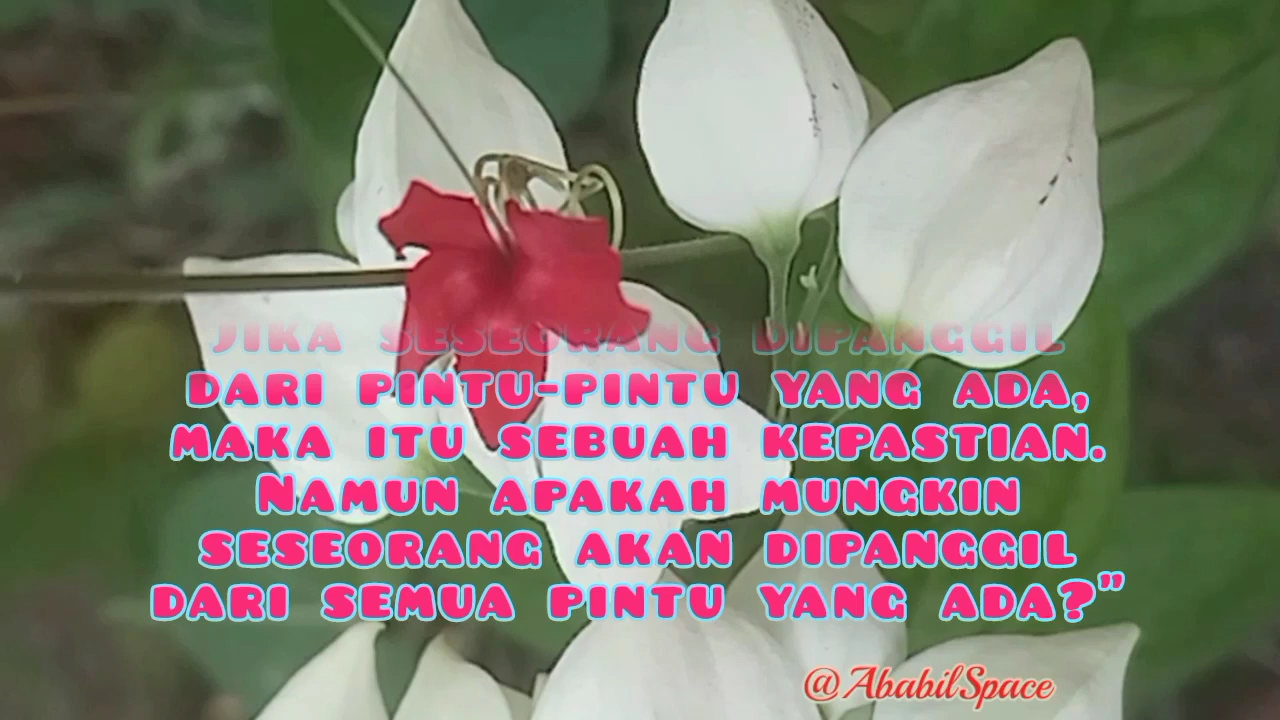 Jika seseorang dipanggil
dari pintu-pintu yang ada,
maka itu sebuah kepastian.
Namun apakah mungkin
seseorang akan dipanggil
dari semua pintu yang ada?”
@AbabilSpace